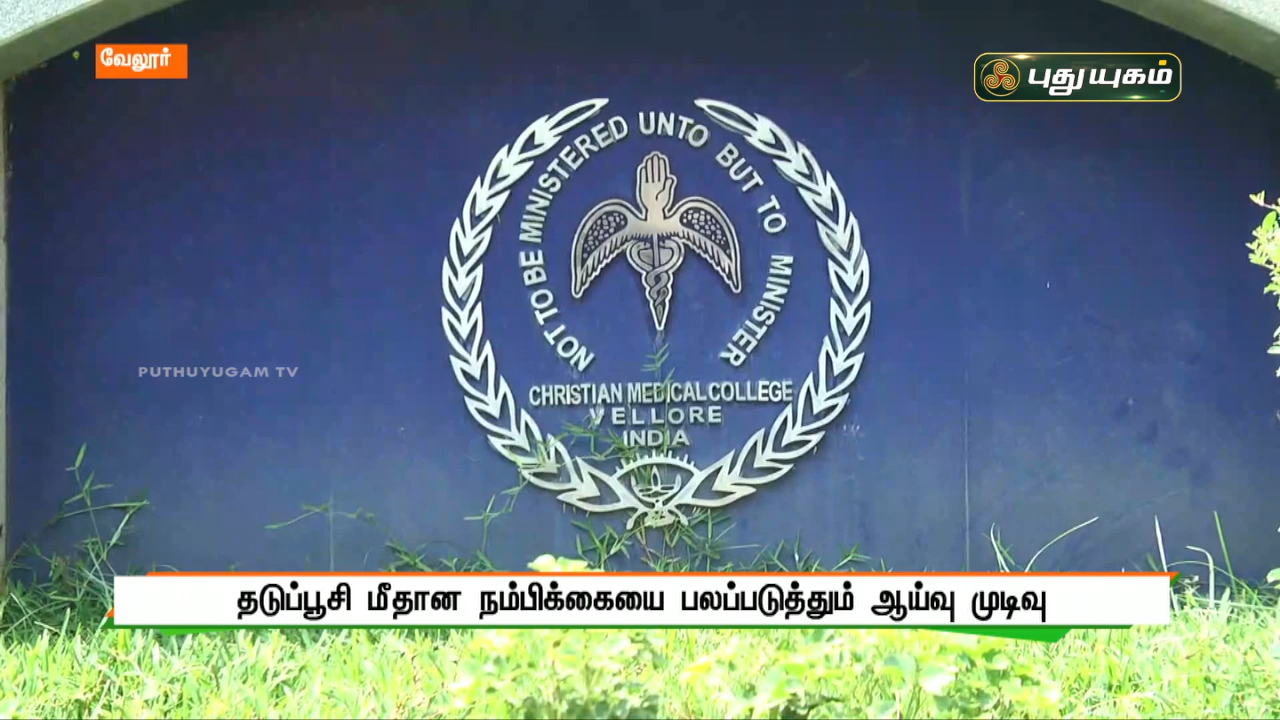 வேலூர்
புதுயுகம்
NOT TO BE MINISTERED UNTO BUT TO MINISTER
PUTHUYUGAM TV
CHRISTIAN MEDICAL COLLEGE
VELLORE
INDIA
தடுப்பூசி மீதான நம்பிக்கையை பலப்படுத்தும் ஆய்வு முடிவு